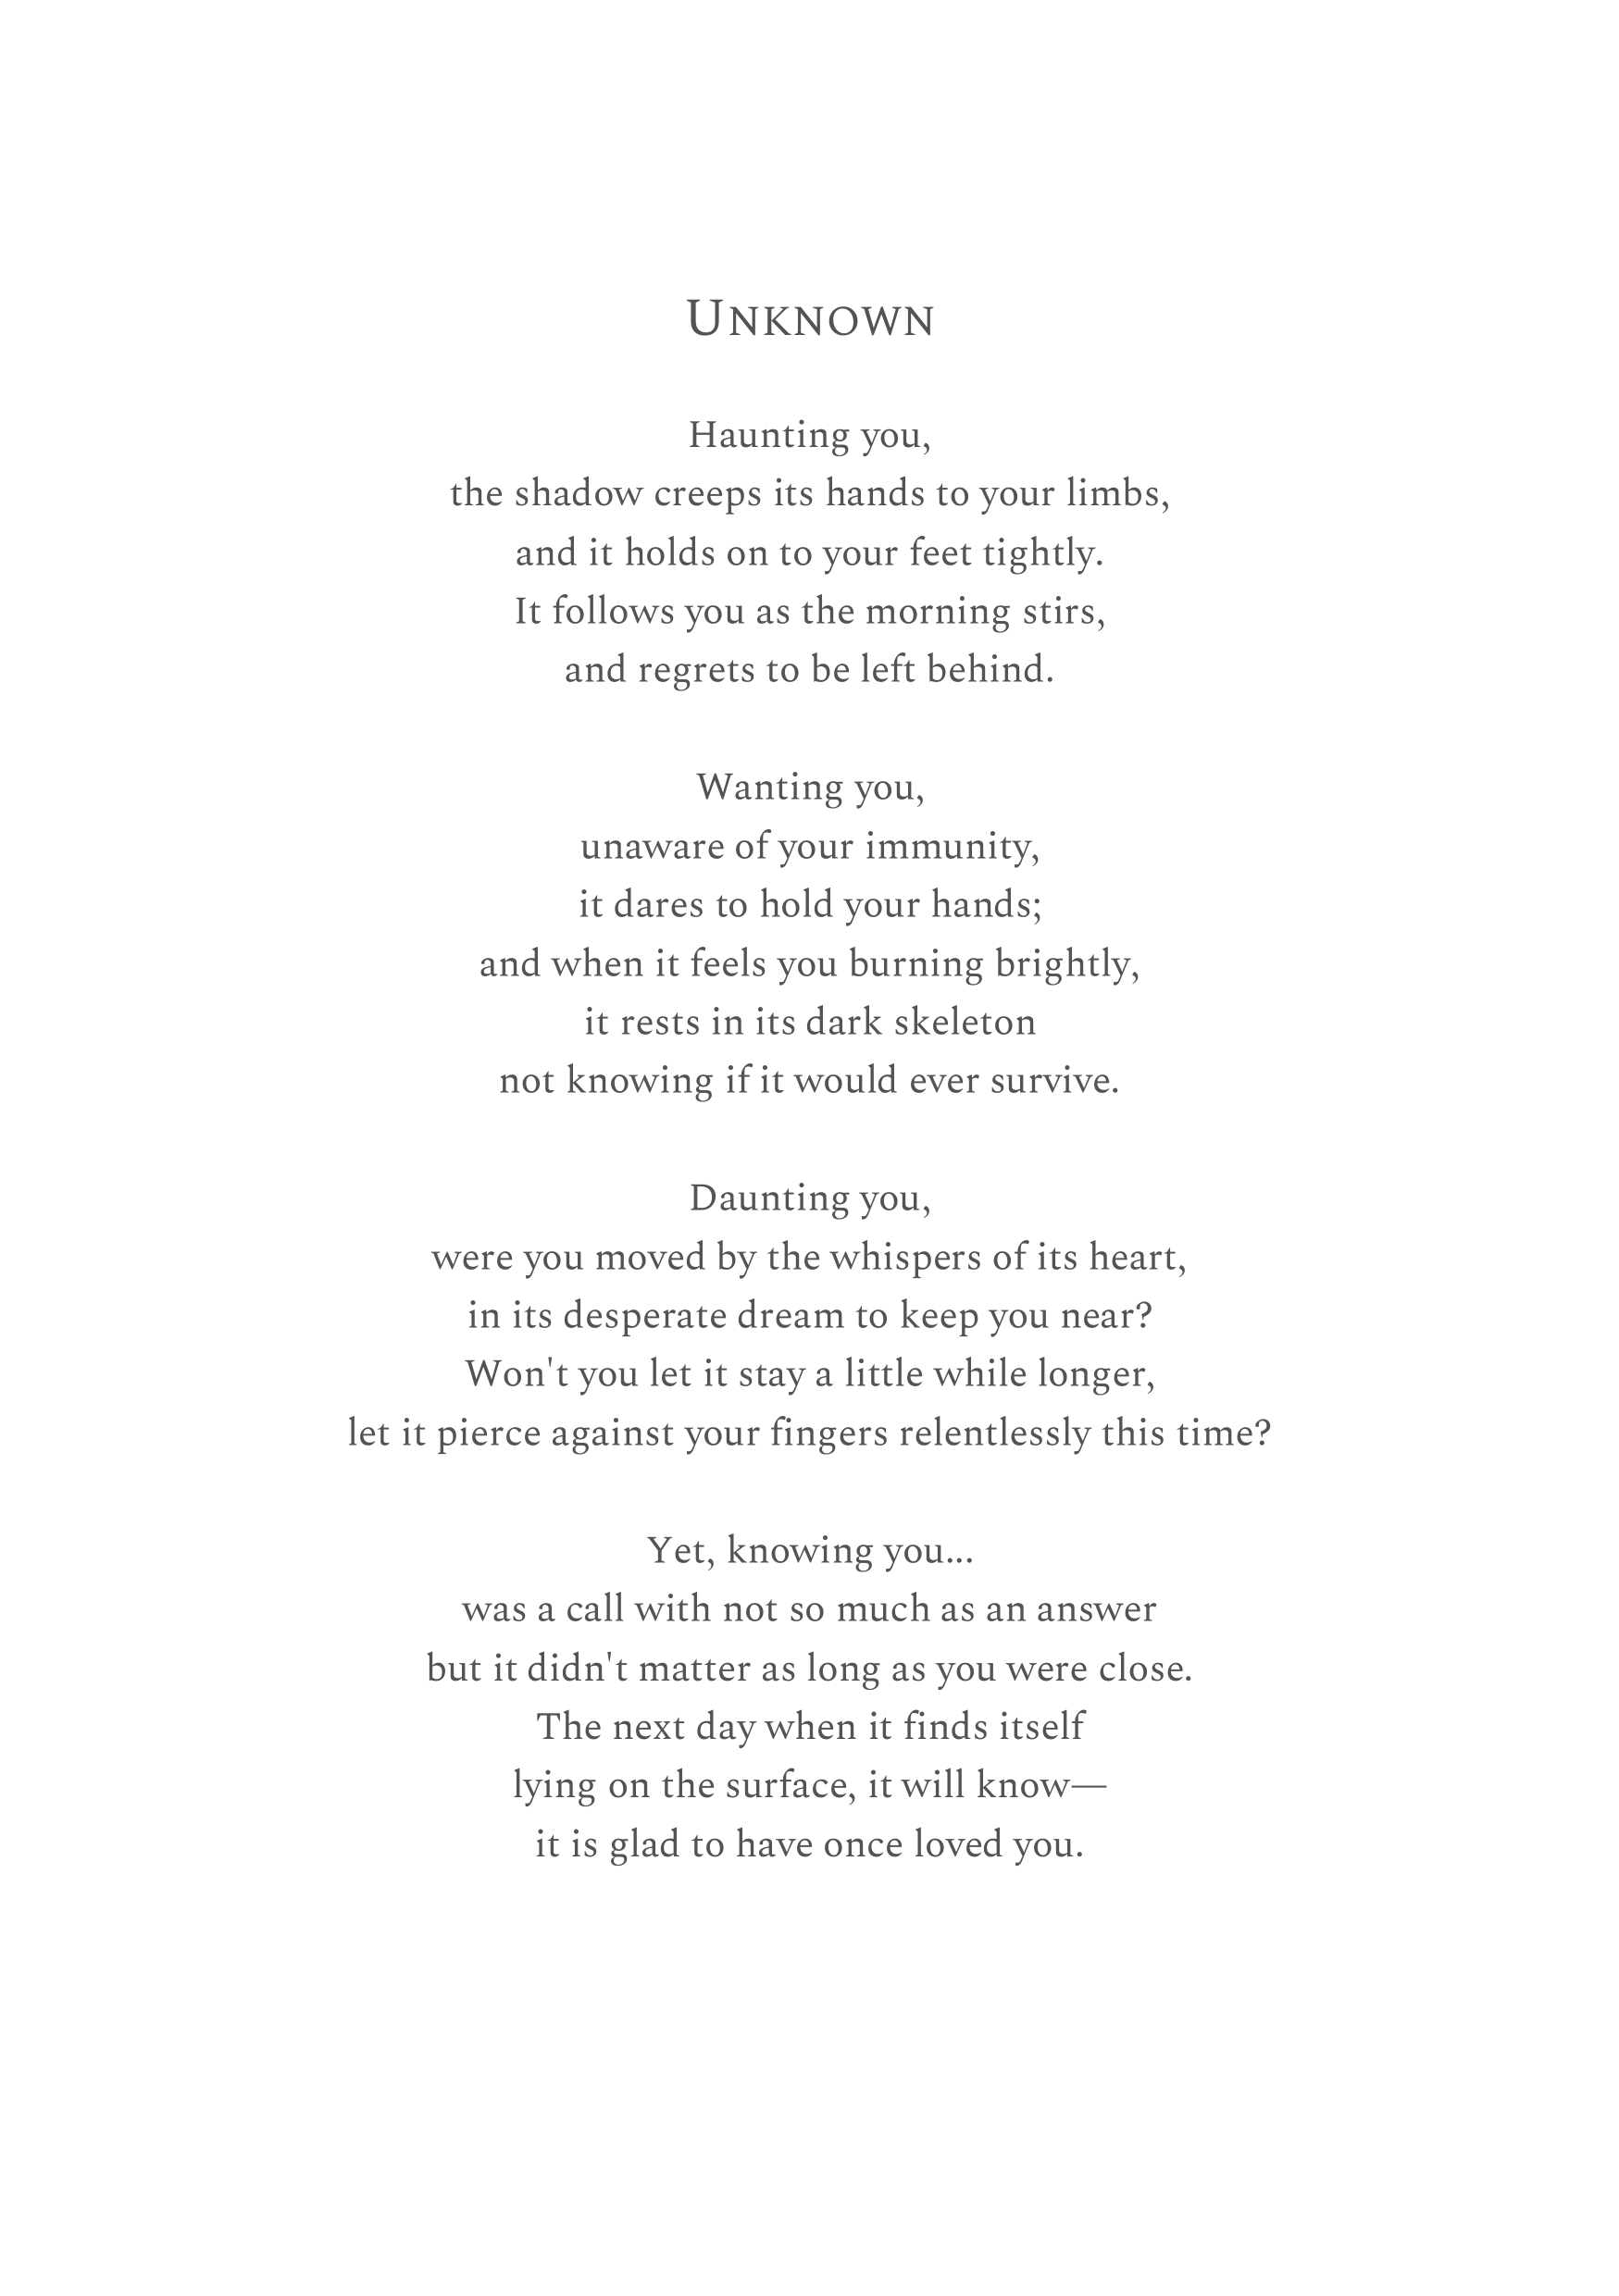 Unknown
Haunting you,
the shadow creeps its hands to your limbs,
and it holds on to your feet tightly.
It follows you as the morning stirs,
and regrets to be left behind.
Wanting you,
unaware of your immunity,
it dares to hold your hands;
and when it feels you burning brightly,
it rests in its dark skeleton
not knowing if it would ever survive.
Daunting you,
were you moved by the whispers of its heart,
in its desperate dream to keep you near?
Won't you let it stay a little while longer,
let it pierce against your fingers relentlessly this time?
Yet, knowing you...
was a call with not so much as an answer
but it didn't matter as long as you were close.
The next day when it finds itself
lying on the surface, it will know—
it is glad to have once loved you.